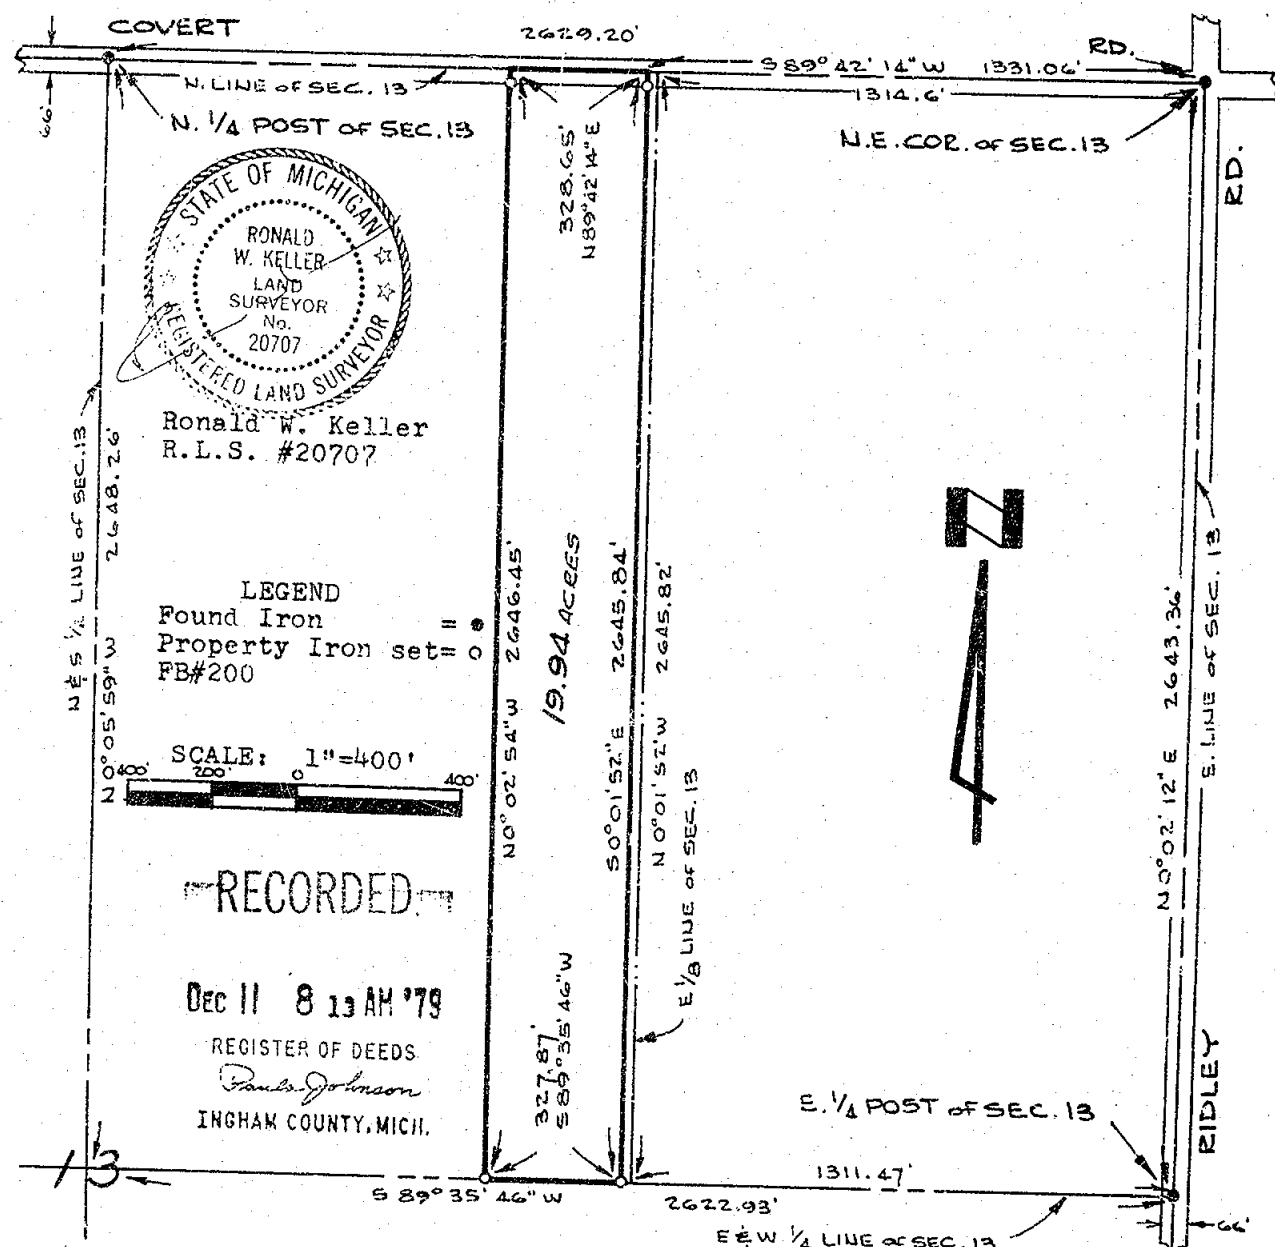 COVERT
2629.20'
RD.
S 89° 42' 14" W 1331.06'
N. LINE of SEC. 13
1314.6'
66'
N. 1/4 POST OF SEC. 13
N.E. COR. of SEC. 13
328.65'
N 89° 42' 14" E
RD.
STATE OF MICHIGAN
RONALD
W. KELLER
LAND
SURVEYOR
No.
20707
REGISTERED LAND SURVEYOR
Ronald W. Keller
R.L.S. #20707
N & S 1/4 LINE of SEC. 13
N 0° 05' 59" W 2648.26'
LEGEND
Found Iron = ●
Property Iron set= o
FB#200
SCALE: 1"=400'
400' 200' 0 400'
N 0° 02' 54" W 2646.45'
19.94 ACRES
S 0° 01' 52" E 2645.84'
N 0° 01' 52" W 2645.82'
E 1/8 LINE of SEC. 13
N
N 0° 02' 12" E 2643.36'
E. LINE of SEC. 13
RECORDED
DEC 11 8 13 AM '79
REGISTER OF DEEDS
Paula Johnson
INGHAM COUNTY, MICH.
327.87'
S 89° 35' 46" W
E. 1/4 POST of SEC. 13
RIDLEY
13
1311.47'
S 89° 35' 46" W
2622.93'
66'
E & W 1/4 LINE of SEC. 13